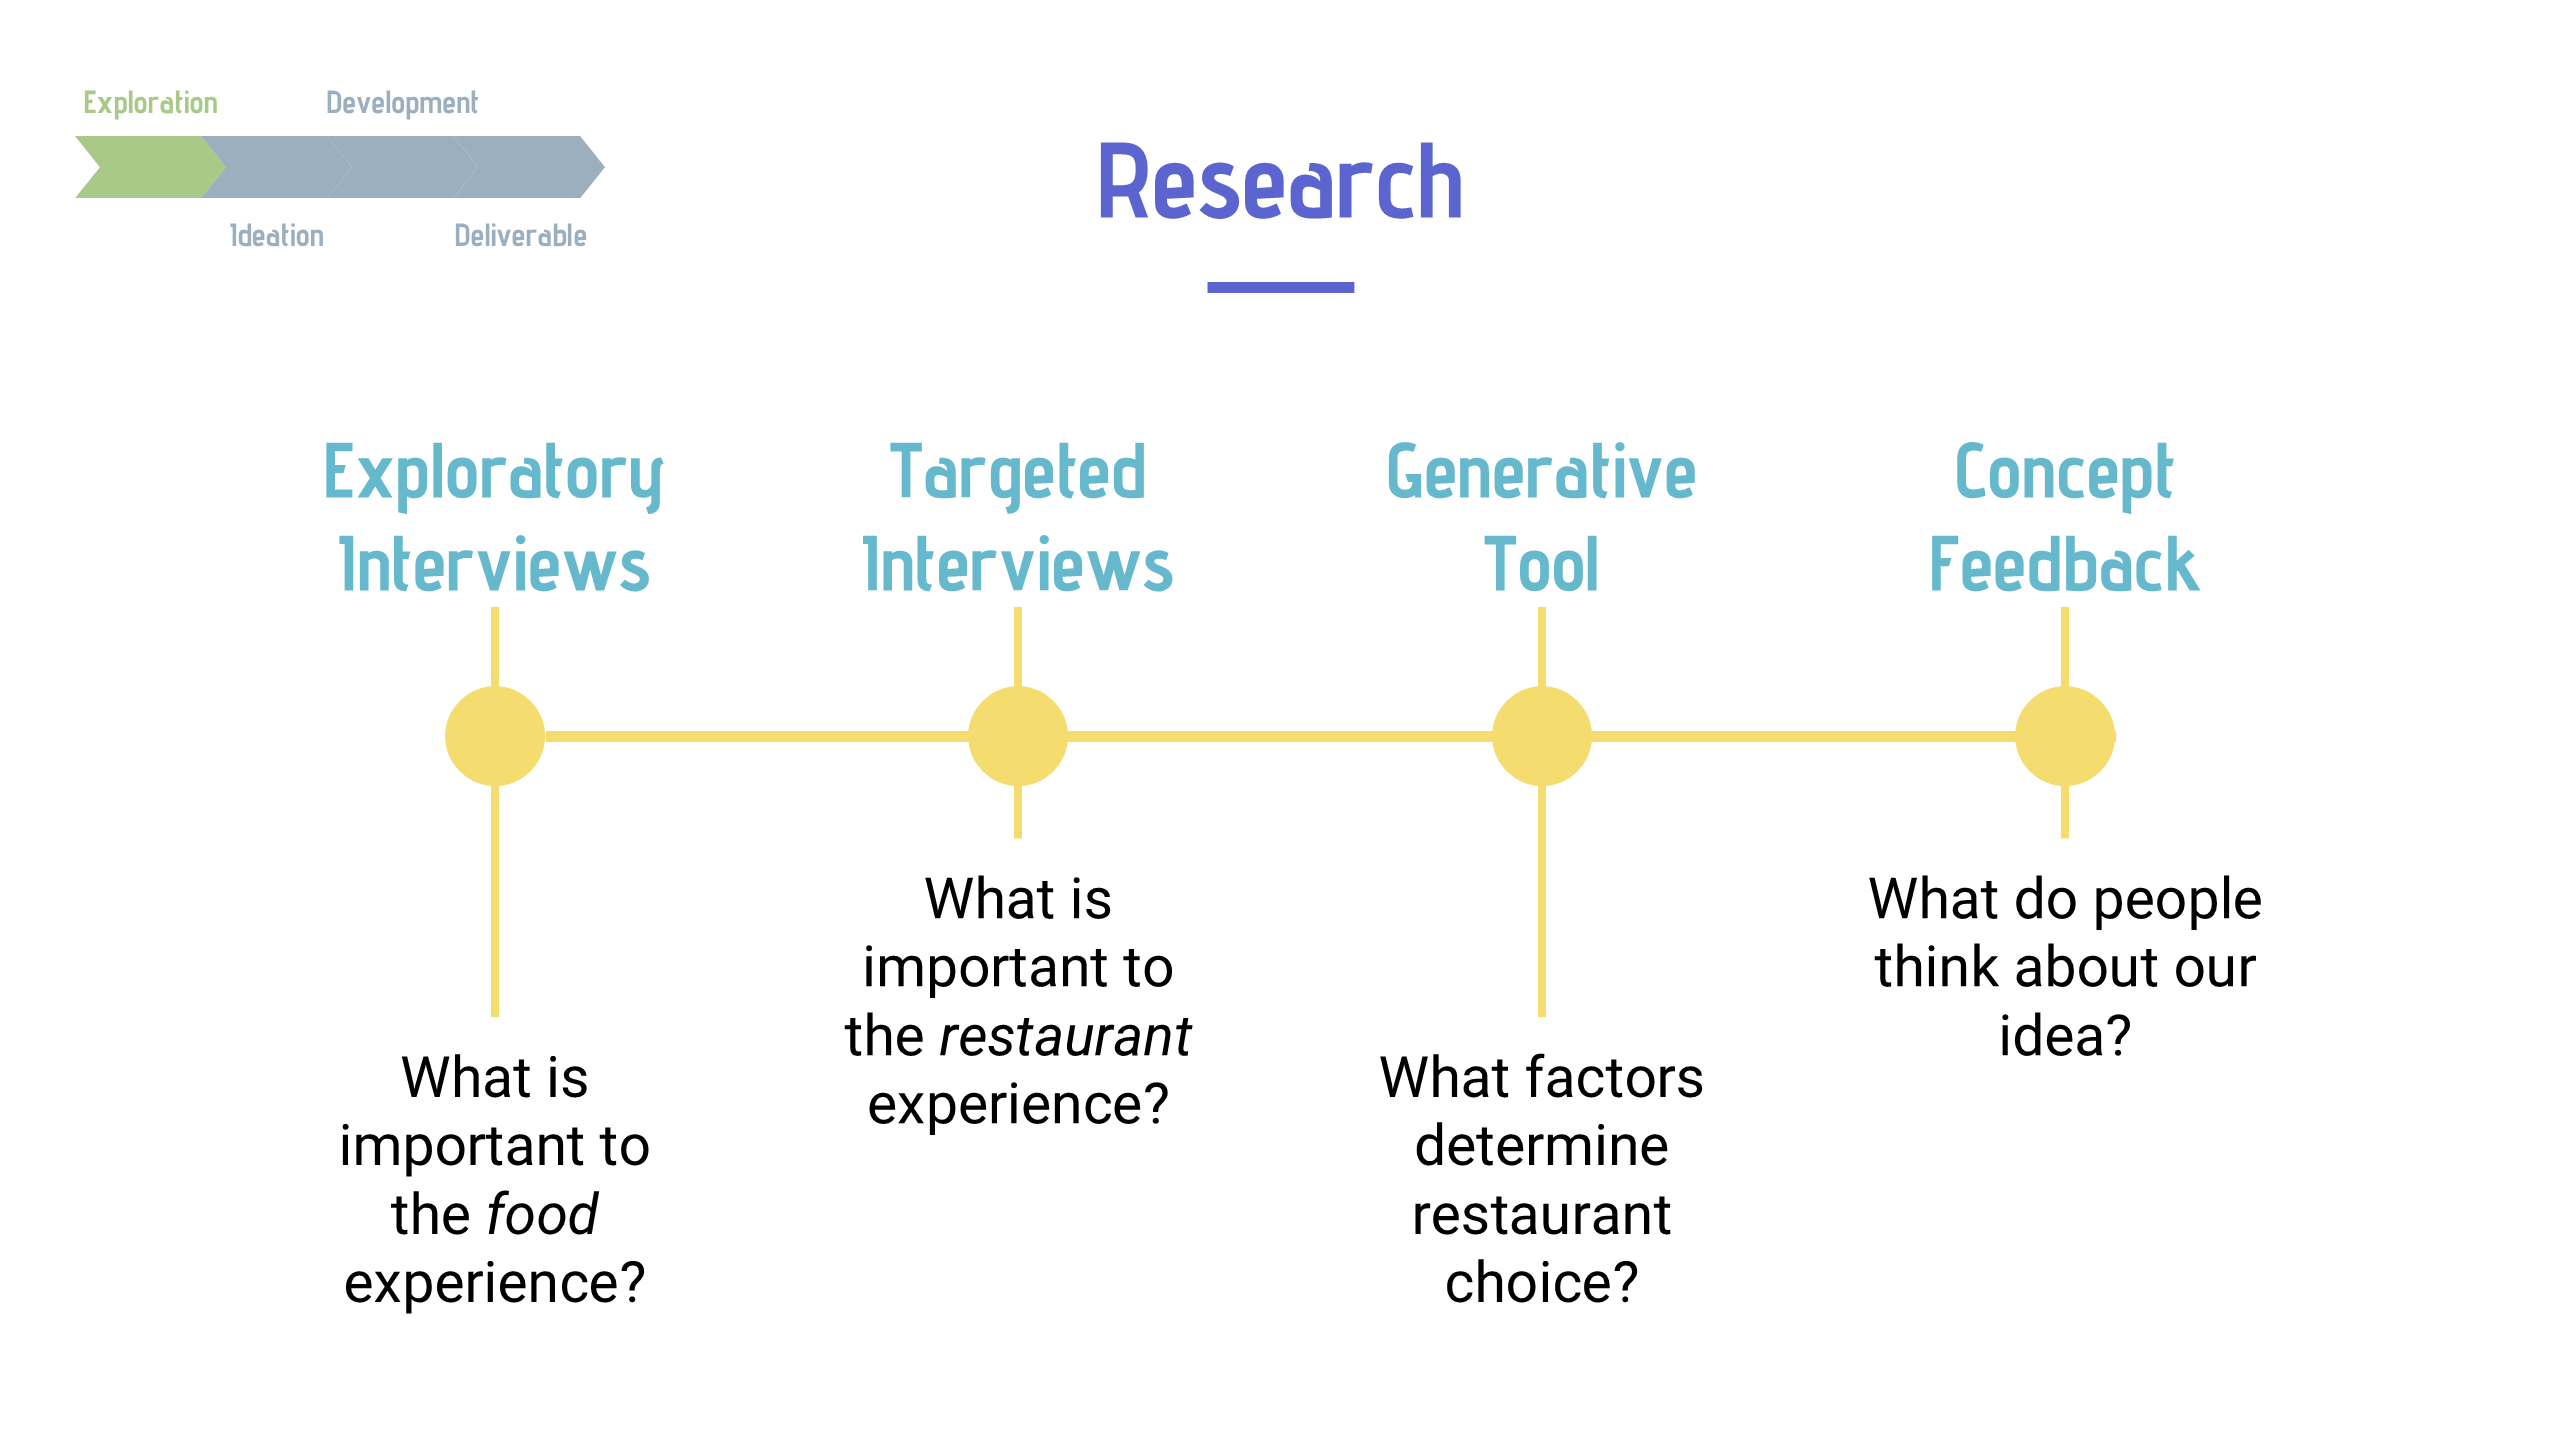 Exploration
Development
Ideation
Deliverable
Research
Exploratory
Interviews
What is
important to
the food
experience?
Targeted
Interviews
What is
important to
the restaurant
experience?
Generative
Tool
What factors
determine
restaurant
choice?
Concept
Feedback
What do people
think about our
idea?